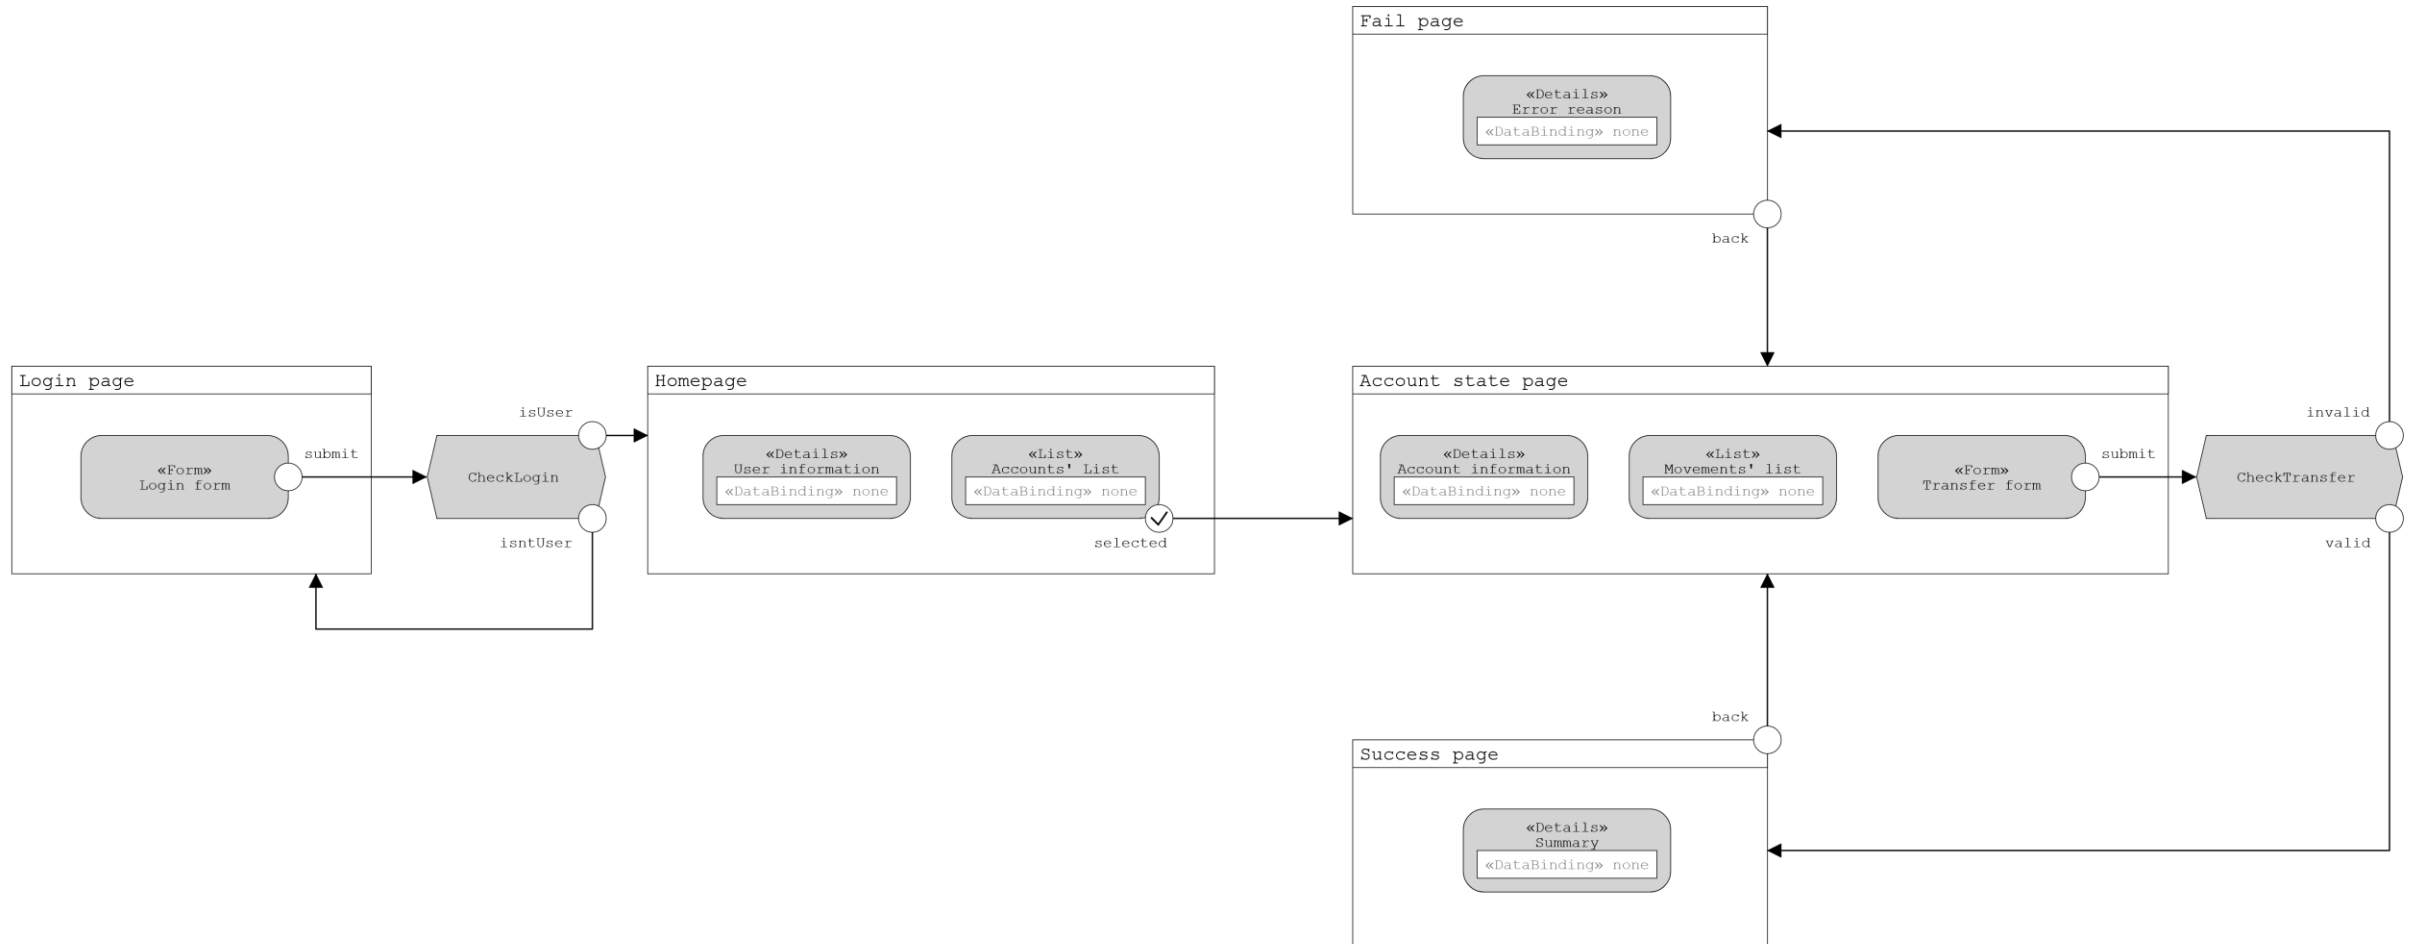 Fail page
«Details»
Error reason
«DataBinding» none
back
Login page
«Form»
Login form
submit
CheckLogin
isUser
isntUser
Homepage
«Details»
User information
«DataBinding» none
«List»
Accounts' List
«DataBinding» none
selected
Account state page
«Details»
Account information
«DataBinding» none
«List»
Movements' list
«DataBinding» none
«Form»
Transfer form
submit
CheckTransfer
invalid
valid
back
Success page
«Details»
Summary
«DataBinding» none